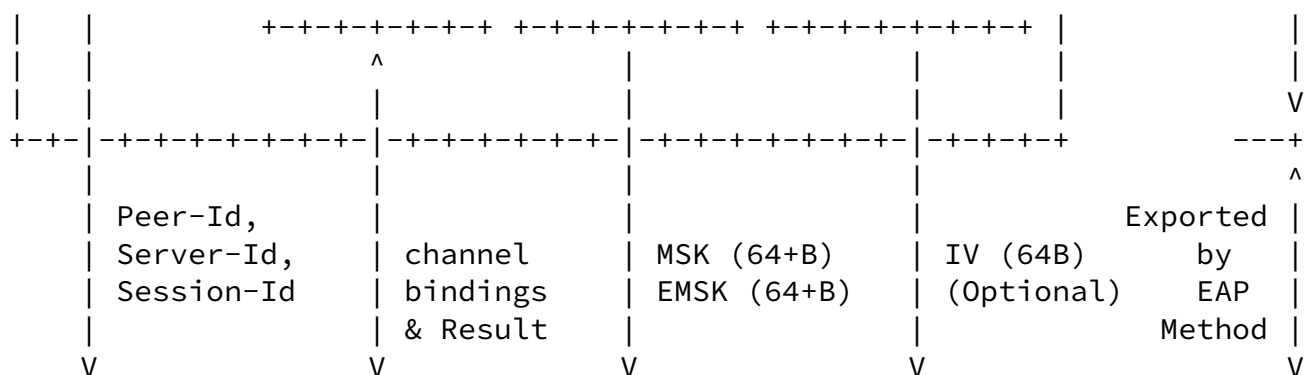 |    |         +-+-+-+-+-+-+ +-+-+-+-+-+-+ +-+-+-+-+-+-+-+ |            |
|    |               ^                |                  |         |            |
|    |               |                |                  |         |            V
+-+-|-+-+-+-+-+-+-+-|-+-+-+-+-+-+-+-|-+-+-+-+-+-+-+-+-|-+-+-+-+        ---+
|                |                |                  |                      ^
| Peer-Id,       |                |                  |             Exported |
| Server-Id,     | channel        | MSK (64+B)       | IV (64B)       by    |
| Session-Id     | bindings       | EMSK (64+B)      | (Optional)     EAP   |
|                | & Result       |                  |               Method |
V                V                V                  V                      V